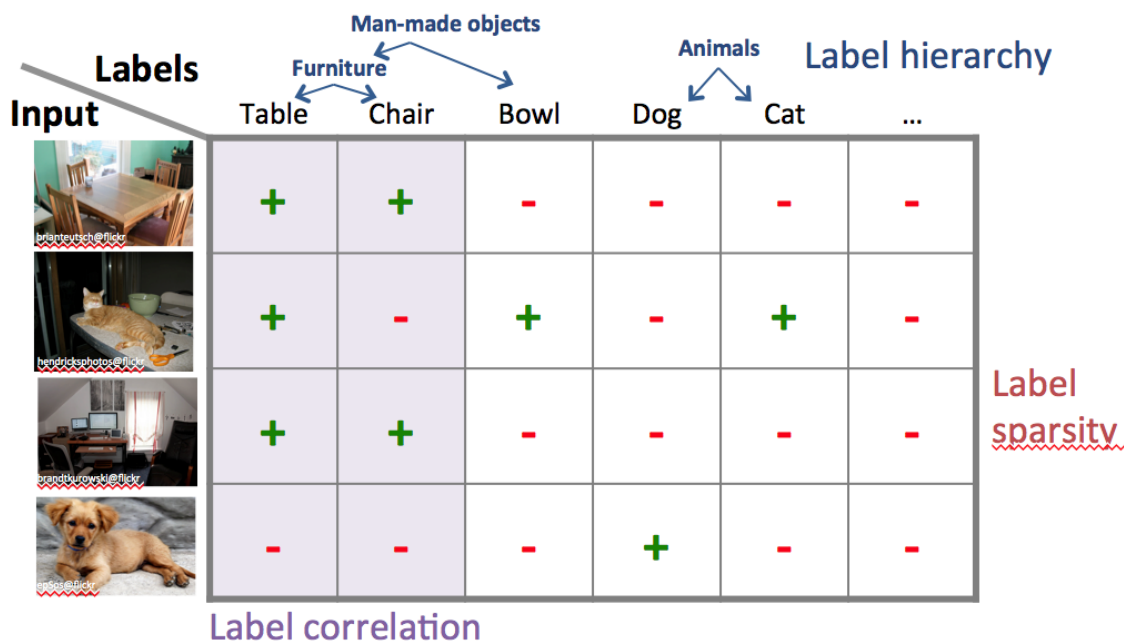 Man-made objects
Animals
Label hierarchy
Labels
Furniture
Input
Table Chair Bowl Dog Cat ...
+ + - - - -
brianteutsch@flickr
+ - + - + -
hendricksphotos@flickr
Label
sparsity
+ + - - - -
brandtkurowski@flickr
- - - + - -
epSos@flickr
Label correlation